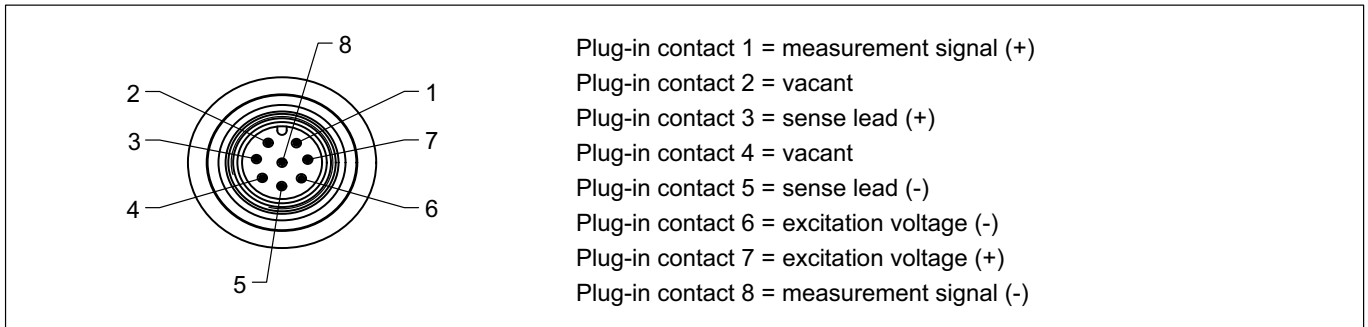 8
2
1
3
7
4
6
5
Plug-in contact 1 = measurement signal (+)
Plug-in contact 2 = vacant
Plug-in contact 3 = sense lead (+)
Plug-in contact 4 = vacant
Plug-in contact 5 = sense lead (-)
Plug-in contact 6 = excitation voltage (-)
Plug-in contact 7 = excitation voltage (+)
Plug-in contact 8 = measurement signal (-)